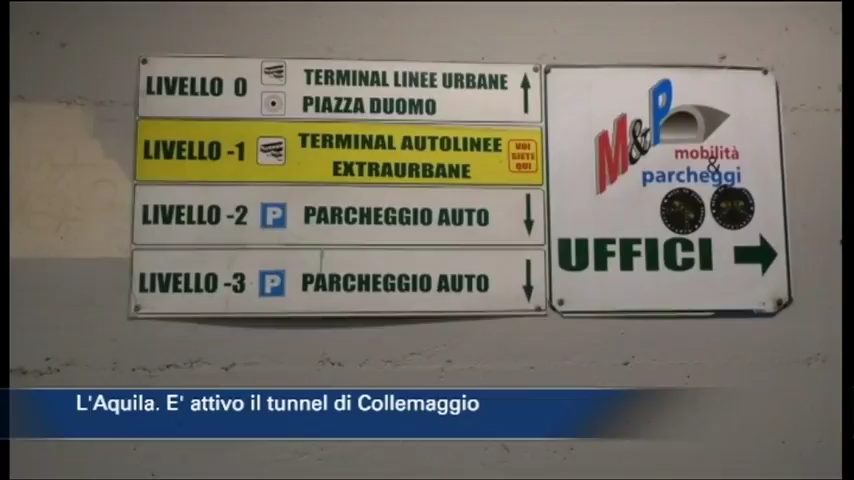 LIVELLO 0
TERMINAL LINEE URBANE
PIAZZA DUOMO
LIVELLO -1
TERMINAL AUTOLINEE
EXTRAURBANE
VOI
SIETE
QUI
LIVELLO -2 P PARCHEGGIO AUTO
LIVELLO -3 P PARCHEGGIO AUTO
M&P
mobilità
&
parcheggi
UFFICI
L'Aquila. E' attivo il tunnel di Collemaggio